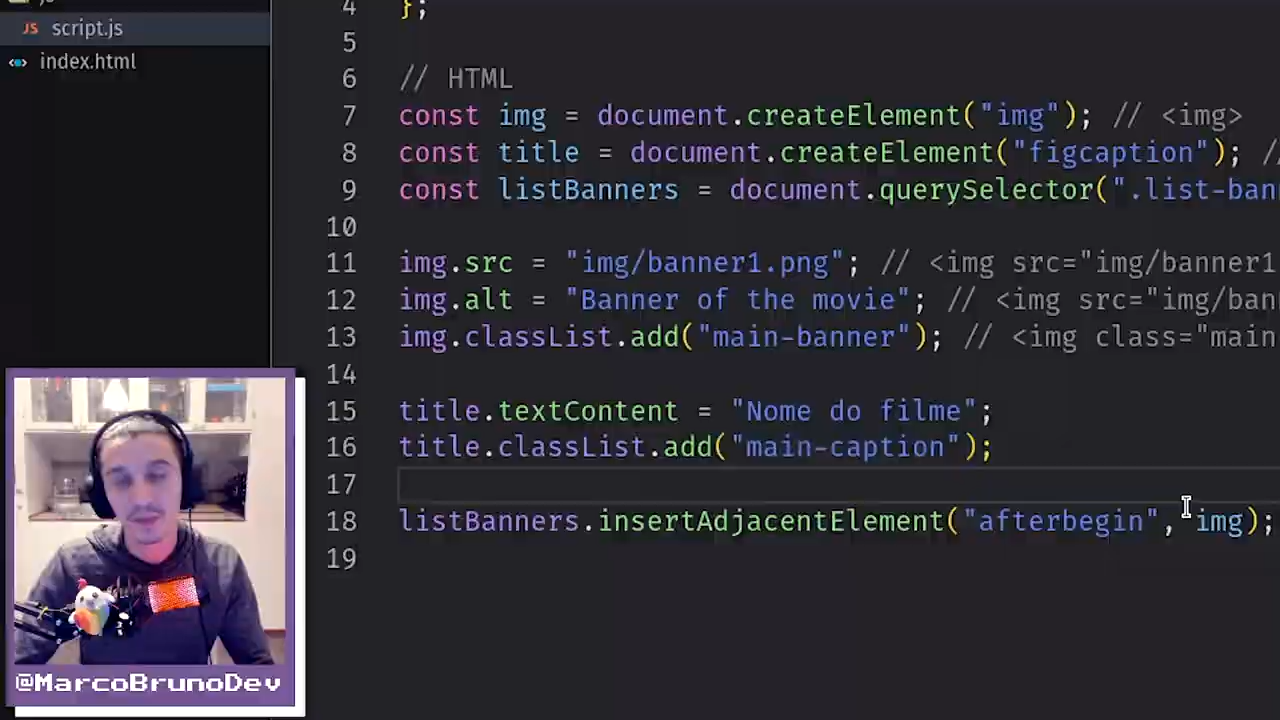 JS script.js
index.html
4 };
5
6 // HTML
7 const img = document.createElement("img"); // <img>
8 const title = document.createElement("figcaption"); //
9 const listBanners = document.querySelector(".list-ban
10
11 img.src = "img/banner1.png"; // <img src="img/banner1
12 img.alt = "Banner of the movie"; // <img src="img/ban
13 img.classList.add("main-banner"); // <img class="main
14
15 title.textContent = "Nome do filme";
16 title.classList.add("main-caption");
17
18 listBanners.insertAdjacentElement("afterbegin", img);
19
@MarcoBrunoDev